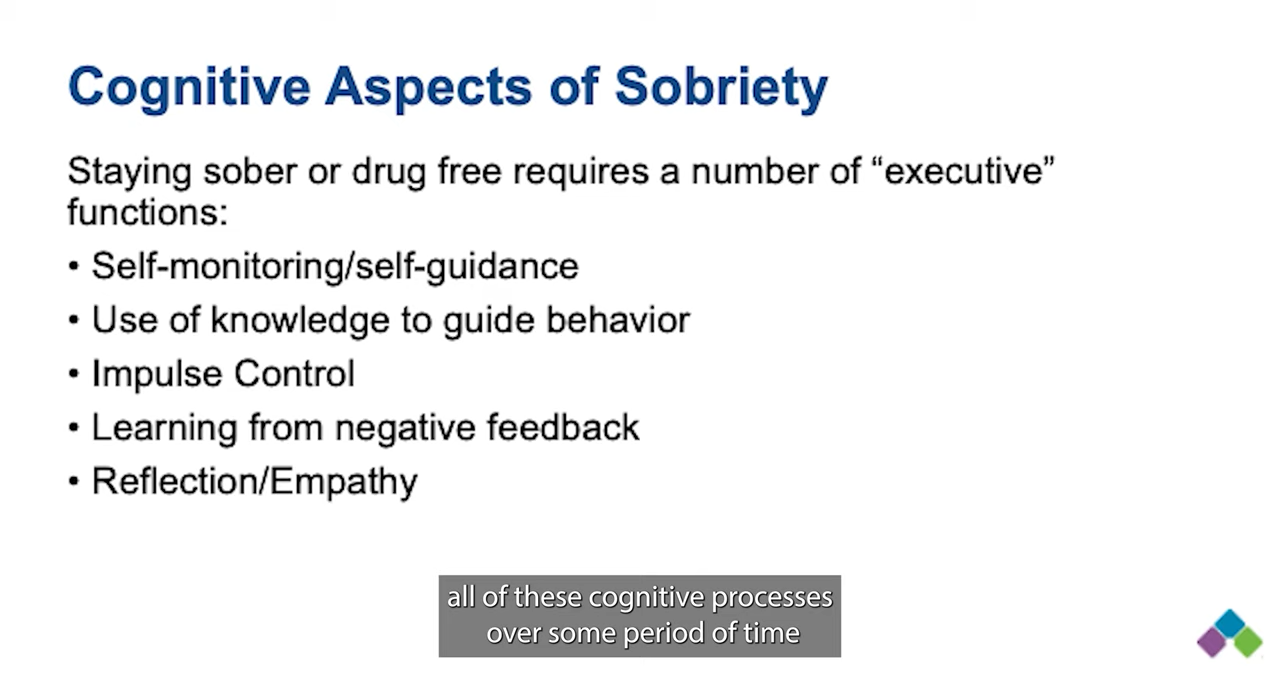 Cognitive Aspects of Sobriety
Staying sober or drug free requires a number of “executive”
functions:
• Self-monitoring/self-guidance
• Use of knowledge to guide behavior
• Impulse Control
• Learning from negative feedback
• Reflection/Empathy
all of these cognitive processes
over some period of time